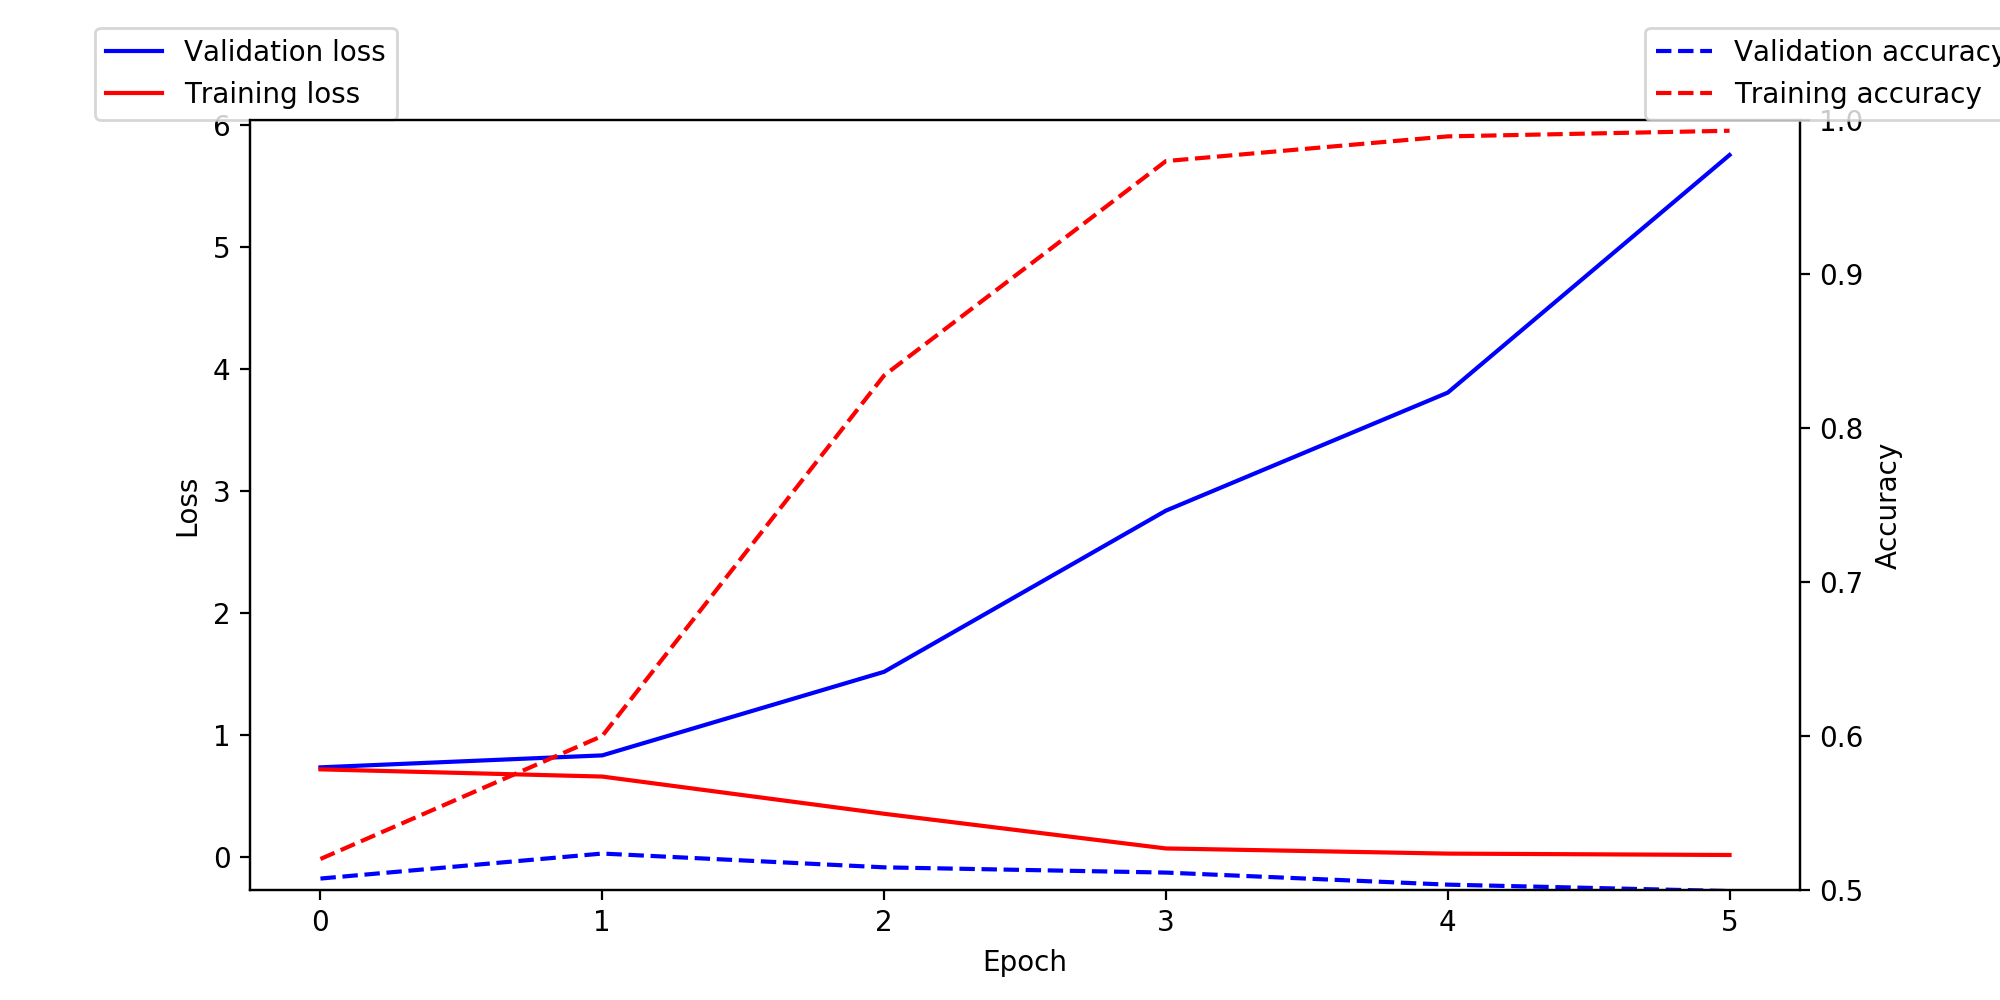 Validation loss
Training loss
Validation accuracy
Training accuracy
6
5
4
3
2
1
0
Loss
1.0
0.9
0.8
0.7
0.6
0.5
Accuracy
0 1 2 3 4 5
Epoch